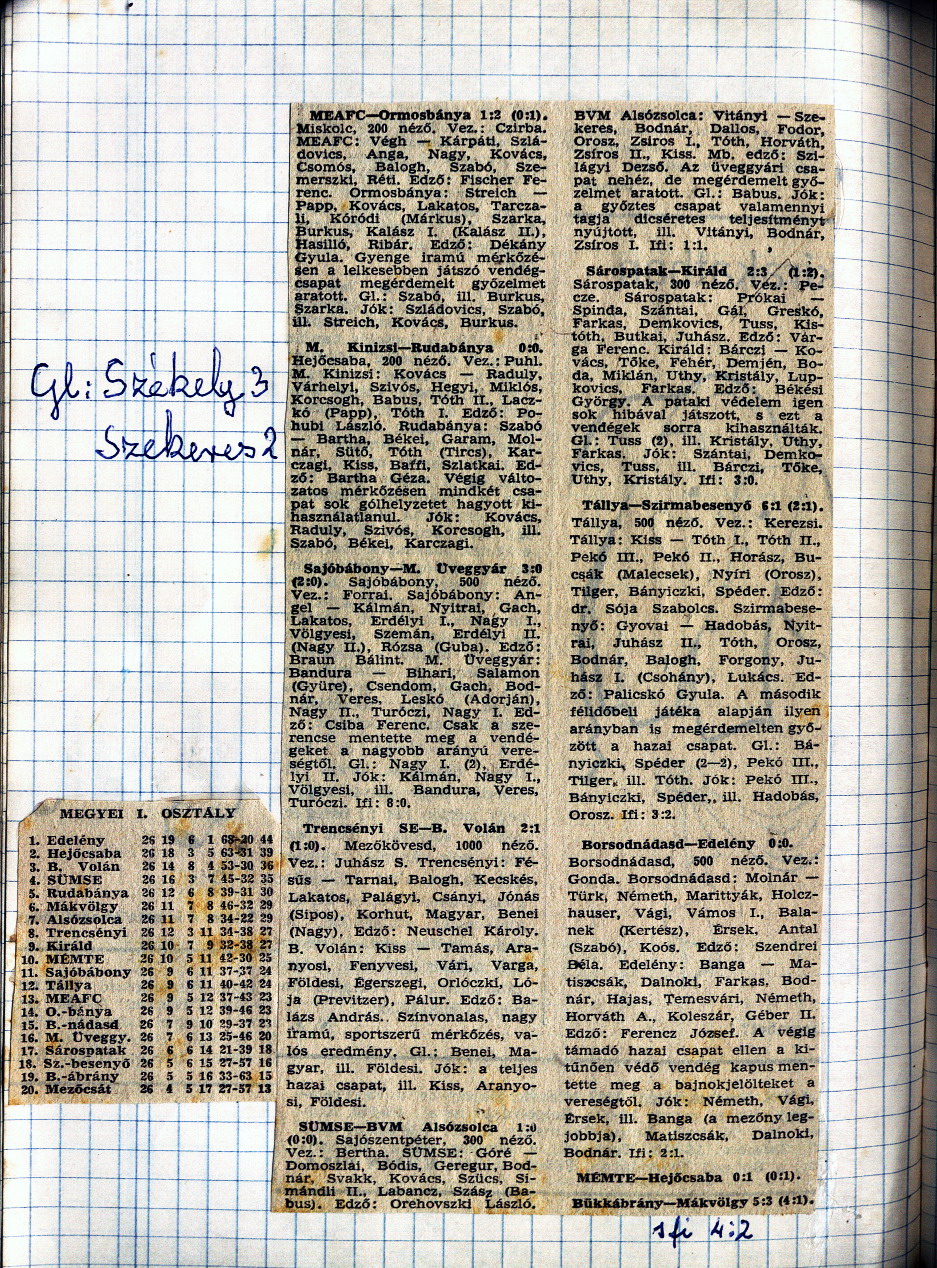 MEAFC—Ormosbánya 1:2 (0:1).
Miskolc, 200 néző. Vez.: Czirba.
MEAFC: Végh — Kárpáti, Szlá-
dovics, Anga, Nagy, Kovács,
Csomós, Balogh, Szabó, Sze-
merszki, Réti. Edző: Fischer Fe-
renc. Ormosbánya: Streich —
Papp, Kovács, Lakatos, Tarcza-
li, Kóródi (Márkus), Szarka,
Burkus, Kalász I. (Kalász II.),
Hasilló, Ribár. Edző: Dékány
Gyula. Gyenge iramú mérkőzé-
sen a lelkesebben játszó vendég-
csapat megérdemelt győzelmet
aratott. Gl.: Szabó, ill. Burkus,
Szarka. Jók: Szládovics, Szabó,
ill. Streich, Kovács, Burkus.
M. Kinizsi—Rudabánya 0:0.
Hejőcsaba, 200 néző. Vez.: Puhl.
M. Kinizsi: Kovács — Raduly,
Várhelyi, Szivós, Hegyi, Miklós,
Korcsogh, Babus, Tóth II., Lacz-
kó (Papp), Tóth I. Edző: Po-
hubi László. Rudabánya: Szabó
— Bartha, Békei, Garam, Mol-
nár, Sütő, Tóth (Tircs), Kar-
czagi, Kiss, Baffi, Szlatkai. Ed-
ző: Bartha Géza. Végig válto-
zatos mérkőzésen mindkét csa-
pat sok gólhelyzetet hagyott ki-
használatlanul. Jók: Kovács,
Raduly, Szivós, Korcsogh, ill.
Szabó, Békei, Karczagi.
Sajóbábony—M. Üveggyár 3:0
(2:0). Sajóbábony, 500 néző.
Vez.: Forrai. Sajóbábony: An-
gel — Kálmán, Nyitrai, Gach,
Lakatos, Erdélyi I., Nagy I.,
Völgyesi, Szemán, Erdélyi II.
(Nagy II.), Rózsa (Guba). Edző:
Braun Bálint. M. Üveggyár:
Bandura — Bihari, Salamon
(Gyüre), Csendom, Gach, Bod-
nár, Veres, Leskó (Adorján),
Nagy II., Turóczi, Nagy I. Ed-
ző: Csiba Ferenc. Csak a sze-
rencse mentette meg a vendé-
geket a nagyobb arányú vere-
ségtől. Gl.: Nagy I. (2), Erdé-
lyi II. Jók: Kálmán, Nagy I.,
Völgyesi, ill. Bandura, Veres,
Turóczi. Ifi: 8:0.
Trencsényi SE—B. Volán 2:1
(1:0). Mezőkövesd, 1000 néző.
Vez.: Juhász S. Trencsényi: Fé-
sűs — Tarnai, Balogh, Kecskés,
Lakatos, Palágyi, Csányi, Jónás
(Sipos), Korhut, Magyar, Benei
(Nagy). Edző: Neuschel Károly.
B. Volán: Kiss — Tamás, Ara-
nyosi, Fenyvesi, Vári, Varga,
Földesi, Egerszegi, Orlóczki, Ló-
ja (Previtzer), Pálur. Edző: Ba-
lázs András. Színvonalas, nagy
iramú, sportszerű mérkőzés, va-
lós eredmény. Gl.: Benei, Ma-
gyar, ill. Földesi. Jók: a teljes
hazai csapat, ill. Kiss, Aranyo-
si, Földesi.
SÜMSE—BVM Alsózsolca 1:0
(0:0). Sajószentpéter, 300 néző.
Vez.: Bertha. SÜMSE: Góré —
Domoszlai, Bódis, Geregur, Bod-
nár, Svakk, Kovács, Szűcs, Si-
mándli II., Labancz, Szász (Ba-
bus). Edző: Orehovszki László.
BVM Alsózsolca: Vitányi — Sze-
keres, Bodnár, Dallos, Fodor,
Orosz, Zsiros I., Tóth, Horváth,
Zsíros II., Kiss. Mb. edző: Szi-
lágyi Dezső. Az üveggyári csa-
pat nehéz, de megérdemelt győ-
zelmet aratott. Gl.: Babus. Jók:
a győztes csapat valamennyi
tagja dicséretes teljesítményt
nyújtott, ill. Vitányi, Bodnár,
Zsíros I. Ifi: 1:1.
Sárospatak—Királd 2:3 (1:2).
Sárospatak, 300 néző. Vez.: Pe-
cze. Sárospatak: Prókai —
Spinda, Szántai, Gál, Greskó,
Farkas, Demkovics, Tuss, Kis-
tóth, Butkai, Juhász. Edző: Var-
ga Ferenc. Királd: Bárczi — Ko-
vács, Tőke, Fehér, Demjén, Bo-
da, Miklán, Uthy, Kristály, Lup-
kovics, Farkas. Edző: Békési
György. A pataki védelem igen
sok hibával játszott, s ezt a
vendégek sorra kihasználták.
Gl.: Tuss (2), ill. Kristály, Uthy,
Farkas. Jók: Szántai, Demko-
vics, Tuss, ill. Bárczi, Tőke,
Uthy, Kristály. Ifi: 3:0.
Tállya—Szirmabesenyő 6:1 (2:1).
Tállya, 500 néző. Vez.: Kerezsi.
Tállya: Kiss — Tóth I., Tóth II.,
Pekó III., Pekó II., Horász, Bu-
csák (Malecsek), Nyíri (Orosz),
Tilger, Bányiczki, Spéder. Edző:
dr. Sója Szabolcs. Szirmabese-
nyő: Gyovai — Hadobás, Nyit-
rai, Juhász II., Tóth, Orosz,
Bodnár, Balogh, Forgony, Ju-
hász I. (Csohány), Lukács. Ed-
ző: Palicskó Gyula. A második
félidőbeli játéka alapján ilyen
arányban is megérdemelten győ-
zött a hazai csapat. Gl.: Bá-
nyiczki, Spéder (2—2), Pekó III.,
Tilger, ill. Tóth. Jók: Pekó III.,
Bányiczki, Spéder, ill. Hadobás,
Orosz. Ifi: 3:2.
Borsodnádasd—Edelény 0:0.
Borsodnádasd, 500 néző. Vez.:
Gonda. Borsodnádasd: Molnár —
Türk, Németh, Marittyák, Holcz-
hauser, Vági, Vámos I., Bala-
nek (Kertész), Érsek, Antal
(Szabó), Koós. Edző: Szendrei
Béla. Edelény: Banga — Ma-
tiszcsák, Dalnoki, Farkas, Bod-
nár, Hajas, Temesvári, Németh,
Horváth A., Koleszár, Géber II.
Edző: Ferencz József. A végig
támadó hazai csapat ellen a ki-
tűnően védő vendég kapus men-
tette meg a bajnokjelölteket a
vereségtől. Jók: Németh, Vági,
Érsek, ill. Banga (a mezőny leg-
jobbja), Matiszcsák, Dalnoki,
Bodnár. Ifi: 2:1.
MÉMTE—Hejőcsaba 0:1 (0:1).
Bükkábrány—Mákvölgy 5:3 (4:1).
ifi 4:2
Gl: Székely 3
Szekeres 2
MEGYEI I. OSZTÁLY
1. Edelény 26 19 6 1 68-20 44
2. Hejőcsaba 26 18 3 5 63-31 39
3. B. Volán 26 14 8 4 53-30 36
4. SÜMSE 26 16 3 7 45-32 35
5. Rudabánya 26 12 6 8 39-31 30
6. Mákvölgy 26 11 7 8 46-32 29
7. Alsózsolca 26 11 7 8 34-22 29
8. Trencsényi 26 12 3 11 34-38 27
9. Királd 26 10 7 9 32-38 27
10. MÉMTE 26 10 5 11 42-30 25
11. Sajóbábony 26 9 6 11 37-37 24
12. Tállya 26 9 6 11 40-42 24
13. MEAFC 26 9 5 12 37-43 23
14. O.-bánya 26 9 5 12 39-46 23
15. B.-nádasd 26 7 9 10 29-37 23
16. M. Üveggy. 26 7 6 13 25-46 20
17. Sárospatak 26 6 6 14 21-39 18
18. Sz.-besenyő 26 5 6 15 27-57 16
19. B.-ábrány 26 5 5 16 33-63 15
20. Mezőcsát 26 4 5 17 27-57 13